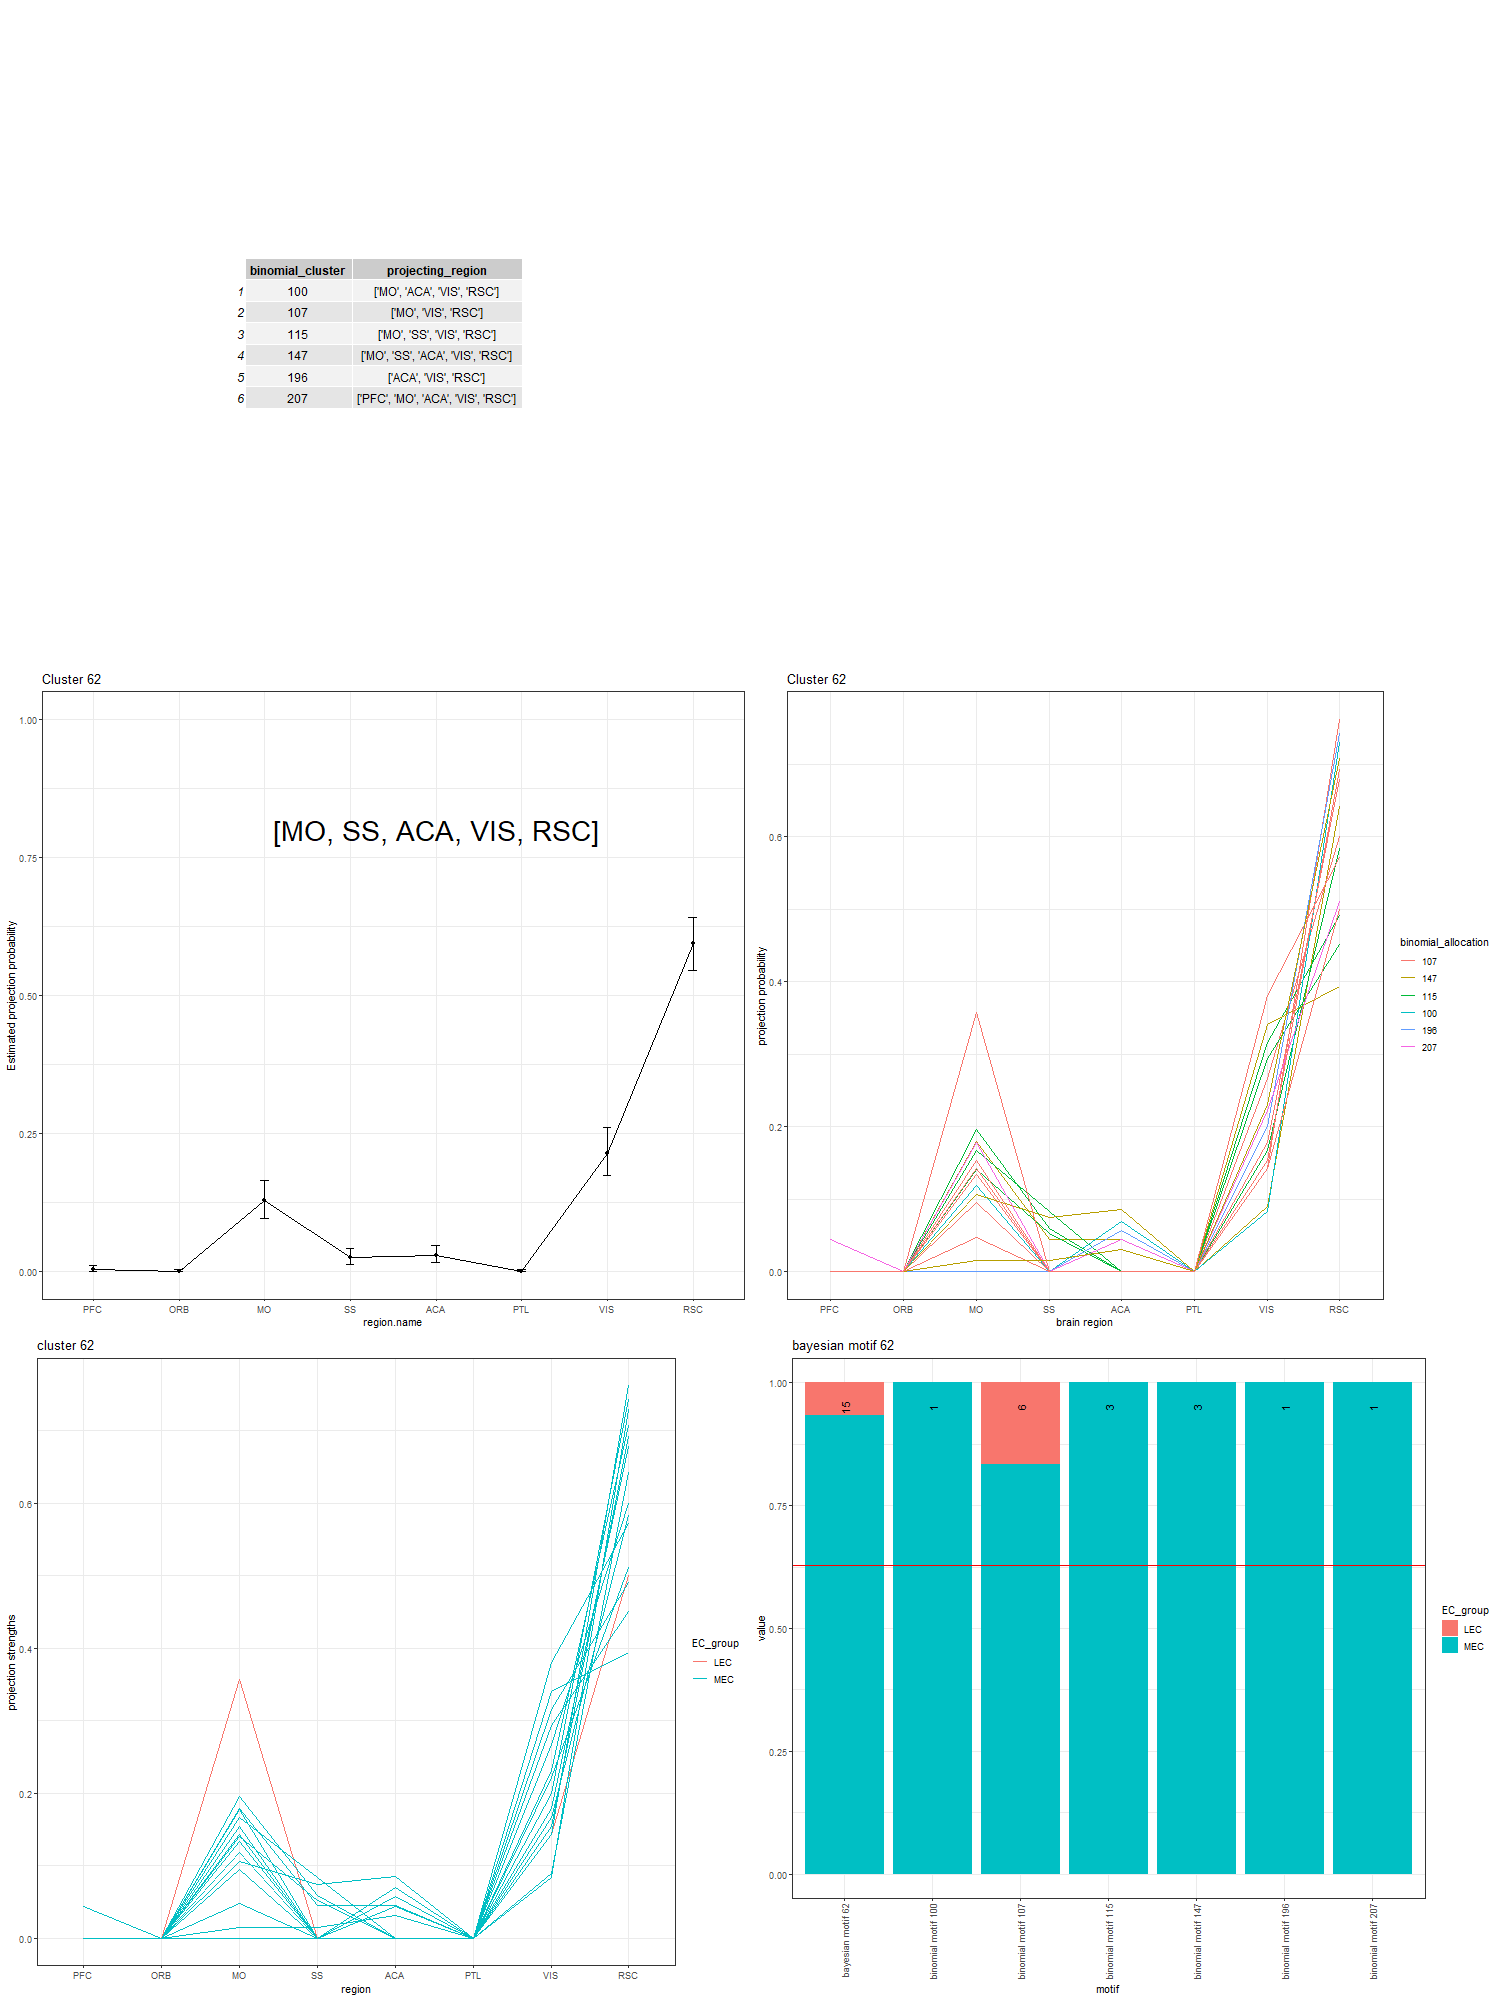 binomial_cluster projecting_region
1 100 ['MO', 'ACA', 'VIS', 'RSC']
2 107 ['MO', 'VIS', 'RSC']
3 115 ['MO', 'SS', 'VIS', 'RSC']
4 147 ['MO', 'SS', 'ACA', 'VIS', 'RSC']
5 196 ['ACA', 'VIS', 'RSC']
6 207 ['PFC', 'MO', 'ACA', 'VIS', 'RSC']
Cluster 62
[MO, SS, ACA, VIS, RSC]
Estimated projection probability
1.00
0.75
0.50
0.25
0.00
PFC ORB MO SS ACA PTL VIS RSC
region.name
Cluster 62
projection probability
0.6
0.4
0.2
0.0
PFC ORB MO SS ACA PTL VIS RSC
brain region
binomial_allocation
107
147
115
100
196
207
cluster 62
projection strengths
0.6
0.4
0.2
0.0
PFC ORB MO SS ACA PTL VIS RSC
region
EC_group
LEC
MEC
bayesian motif 62
value
1.00
0.75
0.50
0.25
0.00
15 1 6 3 3 1 1
bayesian motif 62
binomial motif 100
binomial motif 107
binomial motif 115
binomial motif 147
binomial motif 196
binomial motif 207
motif
EC_group
LEC
MEC